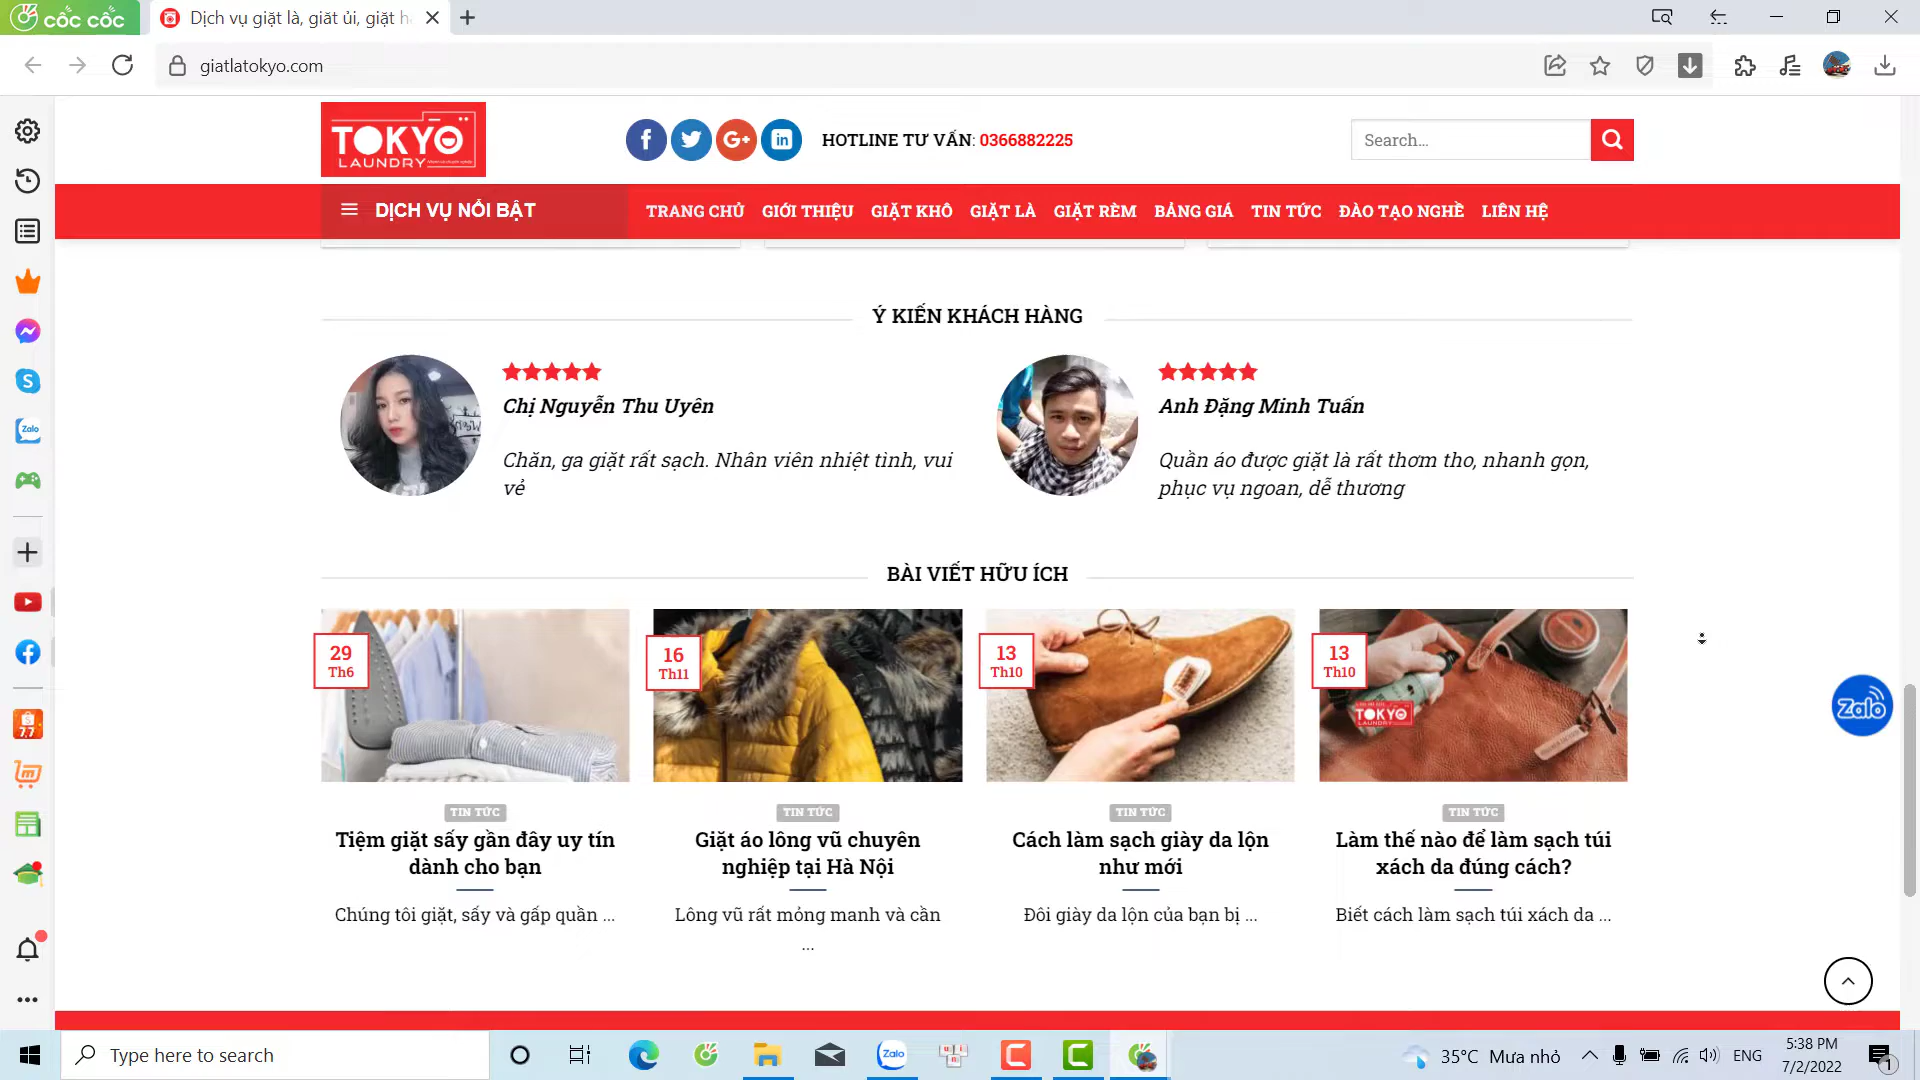 cốc cốc
Dịch vụ giặt là, giăt ủi, giặt h
giatlatokyo.com
TOKYO
LAUNDRY
HOTLINE TƯ VẤN: 0366882225
Search...
DỊCH VỤ NỔI BẬT
TRANG CHỦ GIỚI THIỆU GIẶT KHÔ GIẶT LÀ GIẶT RÈM BẢNG GIÁ TIN TỨC ĐÀO TẠO NGHỀ LIÊN HỆ
Ý KIẾN KHÁCH HÀNG
Chị Nguyễn Thu Uyên
Chăn, ga giặt rất sạch. Nhân viên nhiệt tình, vui
vẻ
Anh Đặng Minh Tuấn
Quần áo được giặt là rất thơm tho, nhanh gọn,
phục vụ ngoan, dễ thương
BÀI VIẾT HỮU ÍCH
29
Th6
16
Th11
13
Th10
13
Th10
TOKYO
LAUNDRY
Zalo
TIN TỨC
Tiệm giặt sấy gần đây uy tín
dành cho bạn
Chúng tôi giặt, sấy và gấp quần ...
TIN TỨC
Giặt áo lông vũ chuyên
nghiệp tại Hà Nội
Lông vũ rất mỏng manh và cần
...
TIN TỨC
Cách làm sạch giày da lộn
như mới
Đôi giày da lộn của bạn bị ...
TIN TỨC
Làm thế nào để làm sạch túi
xách da đúng cách?
Biết cách làm sạch túi xách da ...
Zalo
7.7
Type here to search
Zalo
35°C Mưa nhỏ
ENG
5:38 PM
7/2/2022
1